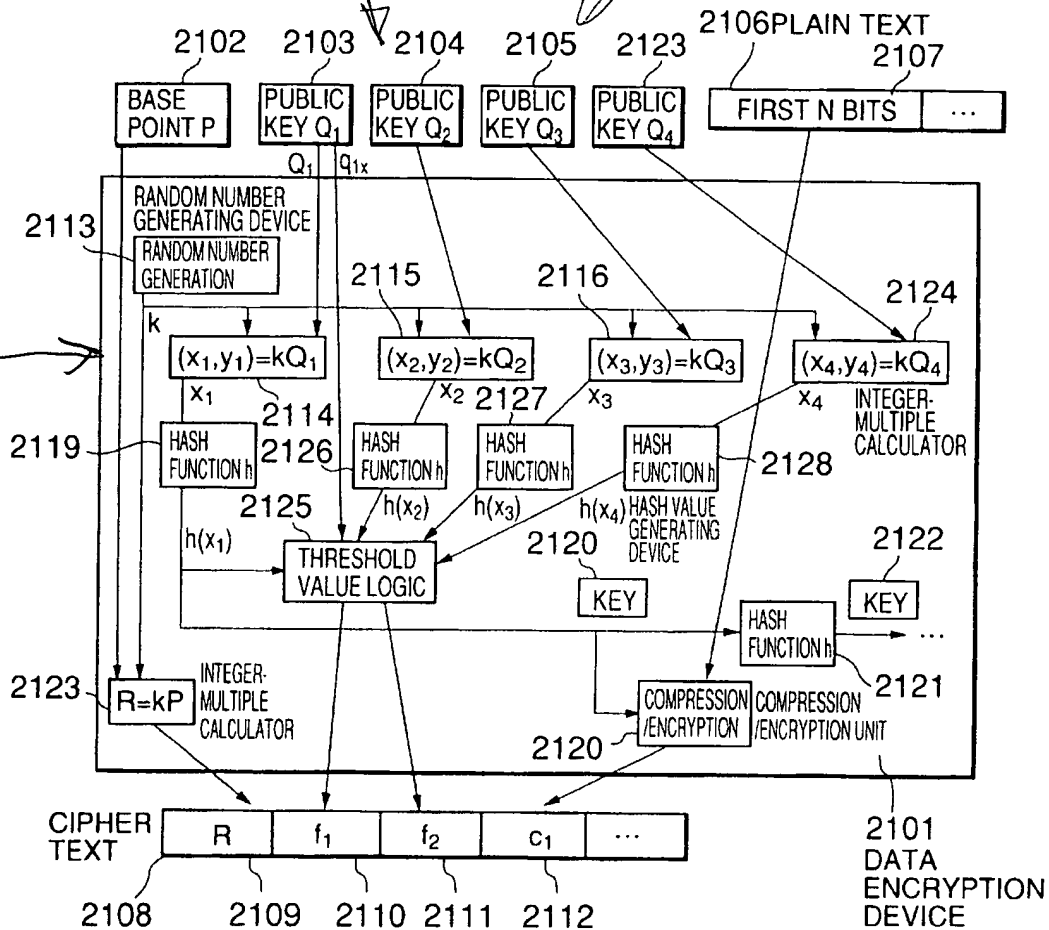 2102
2103
2104
2105
2123
2106 PLAIN TEXT
2107
BASE
POINT P
PUBLIC
KEY Q1
PUBLIC
KEY Q2
PUBLIC
KEY Q3
PUBLIC
KEY Q4
FIRST N BITS
...
Q1
q1x
RANDOM NUMBER
GENERATING DEVICE
2113
RANDOM NUMBER
GENERATION
k
2115
2116
2124
(x1,y1)=kQ1
(x2,y2)=kQ2
(x3,y3)=kQ3
(x4,y4)=kQ4
x1
2114
x2
2127
x3
x4
INTEGER-
MULTIPLE
CALCULATOR
2119
HASH
FUNCTION h
2126
HASH
FUNCTION h
HASH
FUNCTION h
HASH
FUNCTION h
2128
h(x1)
2125
h(x2)
h(x3)
h(x4)
HASH VALUE
GENERATING
DEVICE
THRESHOLD
VALUE LOGIC
2120
KEY
2122
KEY
HASH
FUNCTION h
...
2121
2123
R=kP
INTEGER-
MULTIPLE
CALCULATOR
COMPRESSION
/ENCRYPTION
COMPRESSION
/ENCRYPTION UNIT
2120
CIPHER
TEXT
R
f1
f2
c1
...
2108
2109
2110
2111
2112
2101
DATA
ENCRYPTION
DEVICE